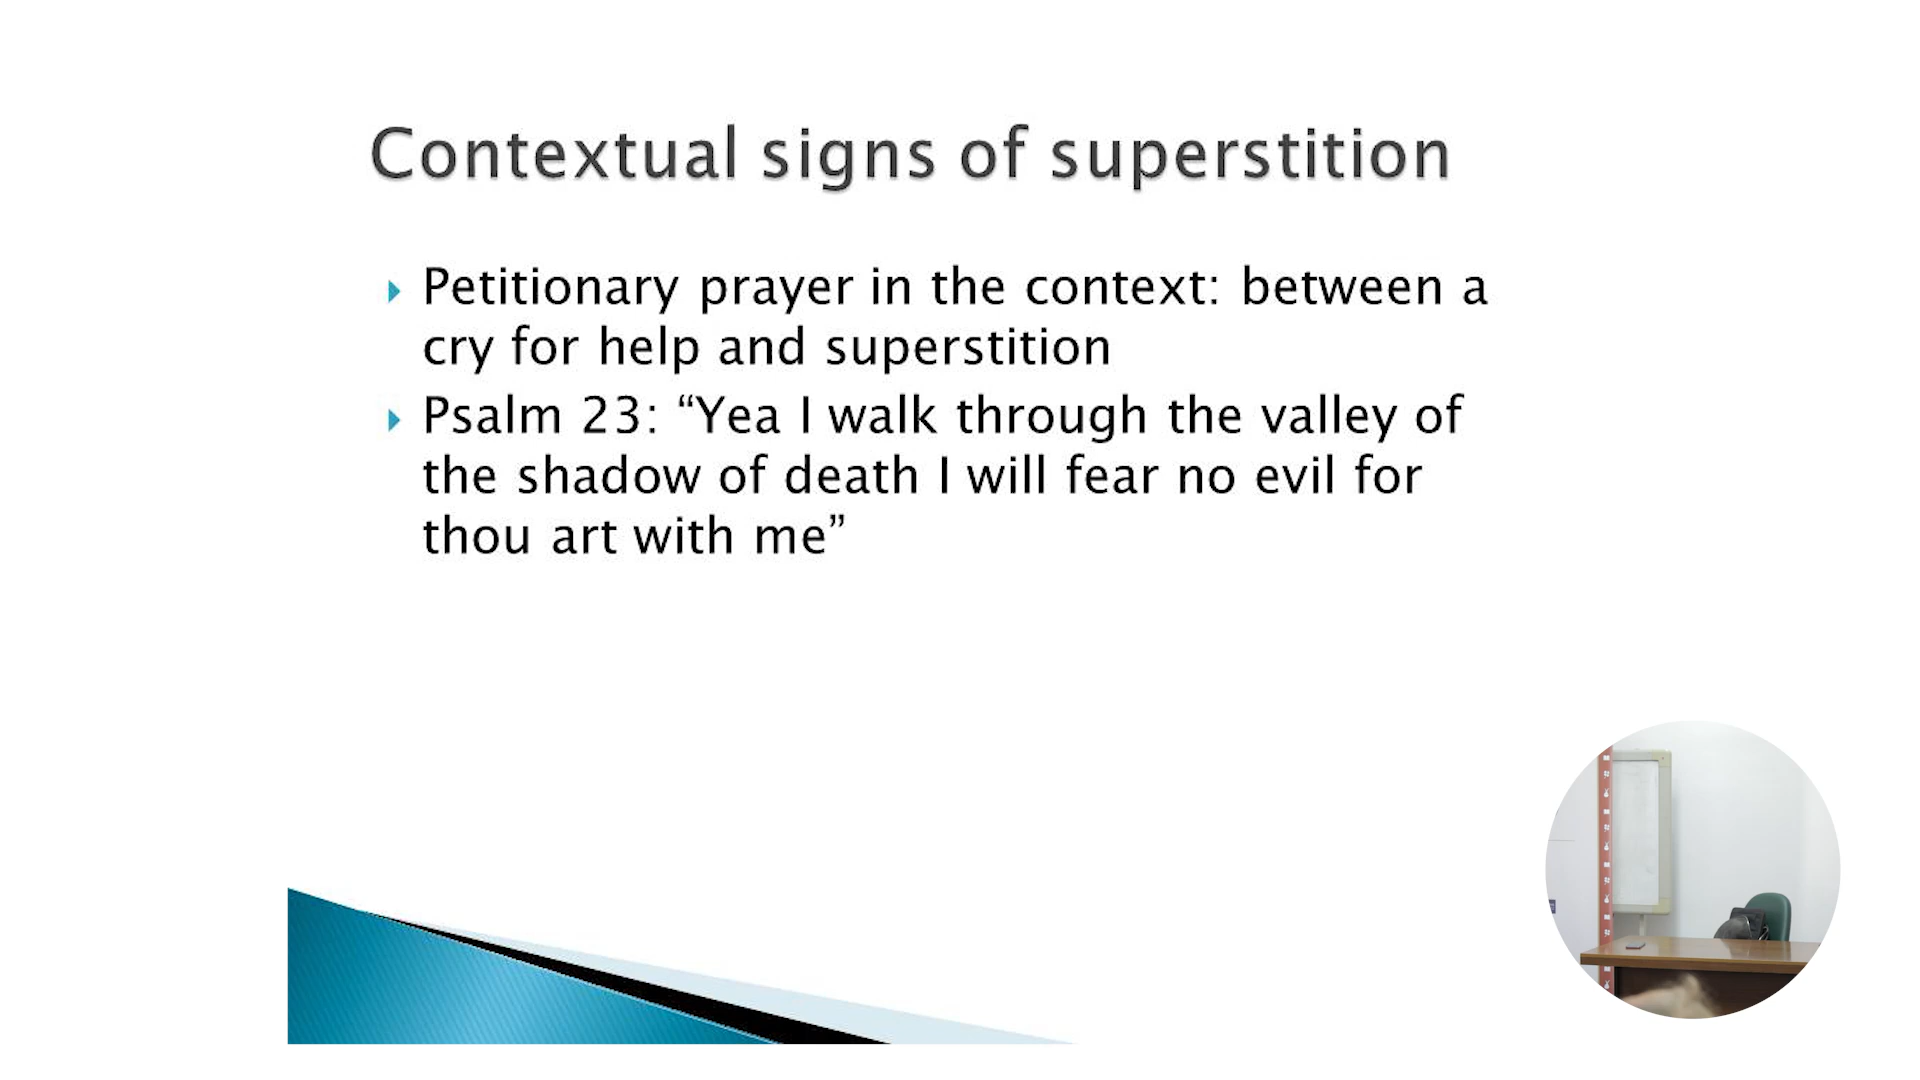 Contextual signs of superstition
Petitionary prayer in the context: between a
cry for help and superstition
Psalm 23: “Yea I walk through the valley of
the shadow of death I will fear no evil for
thou art with me”